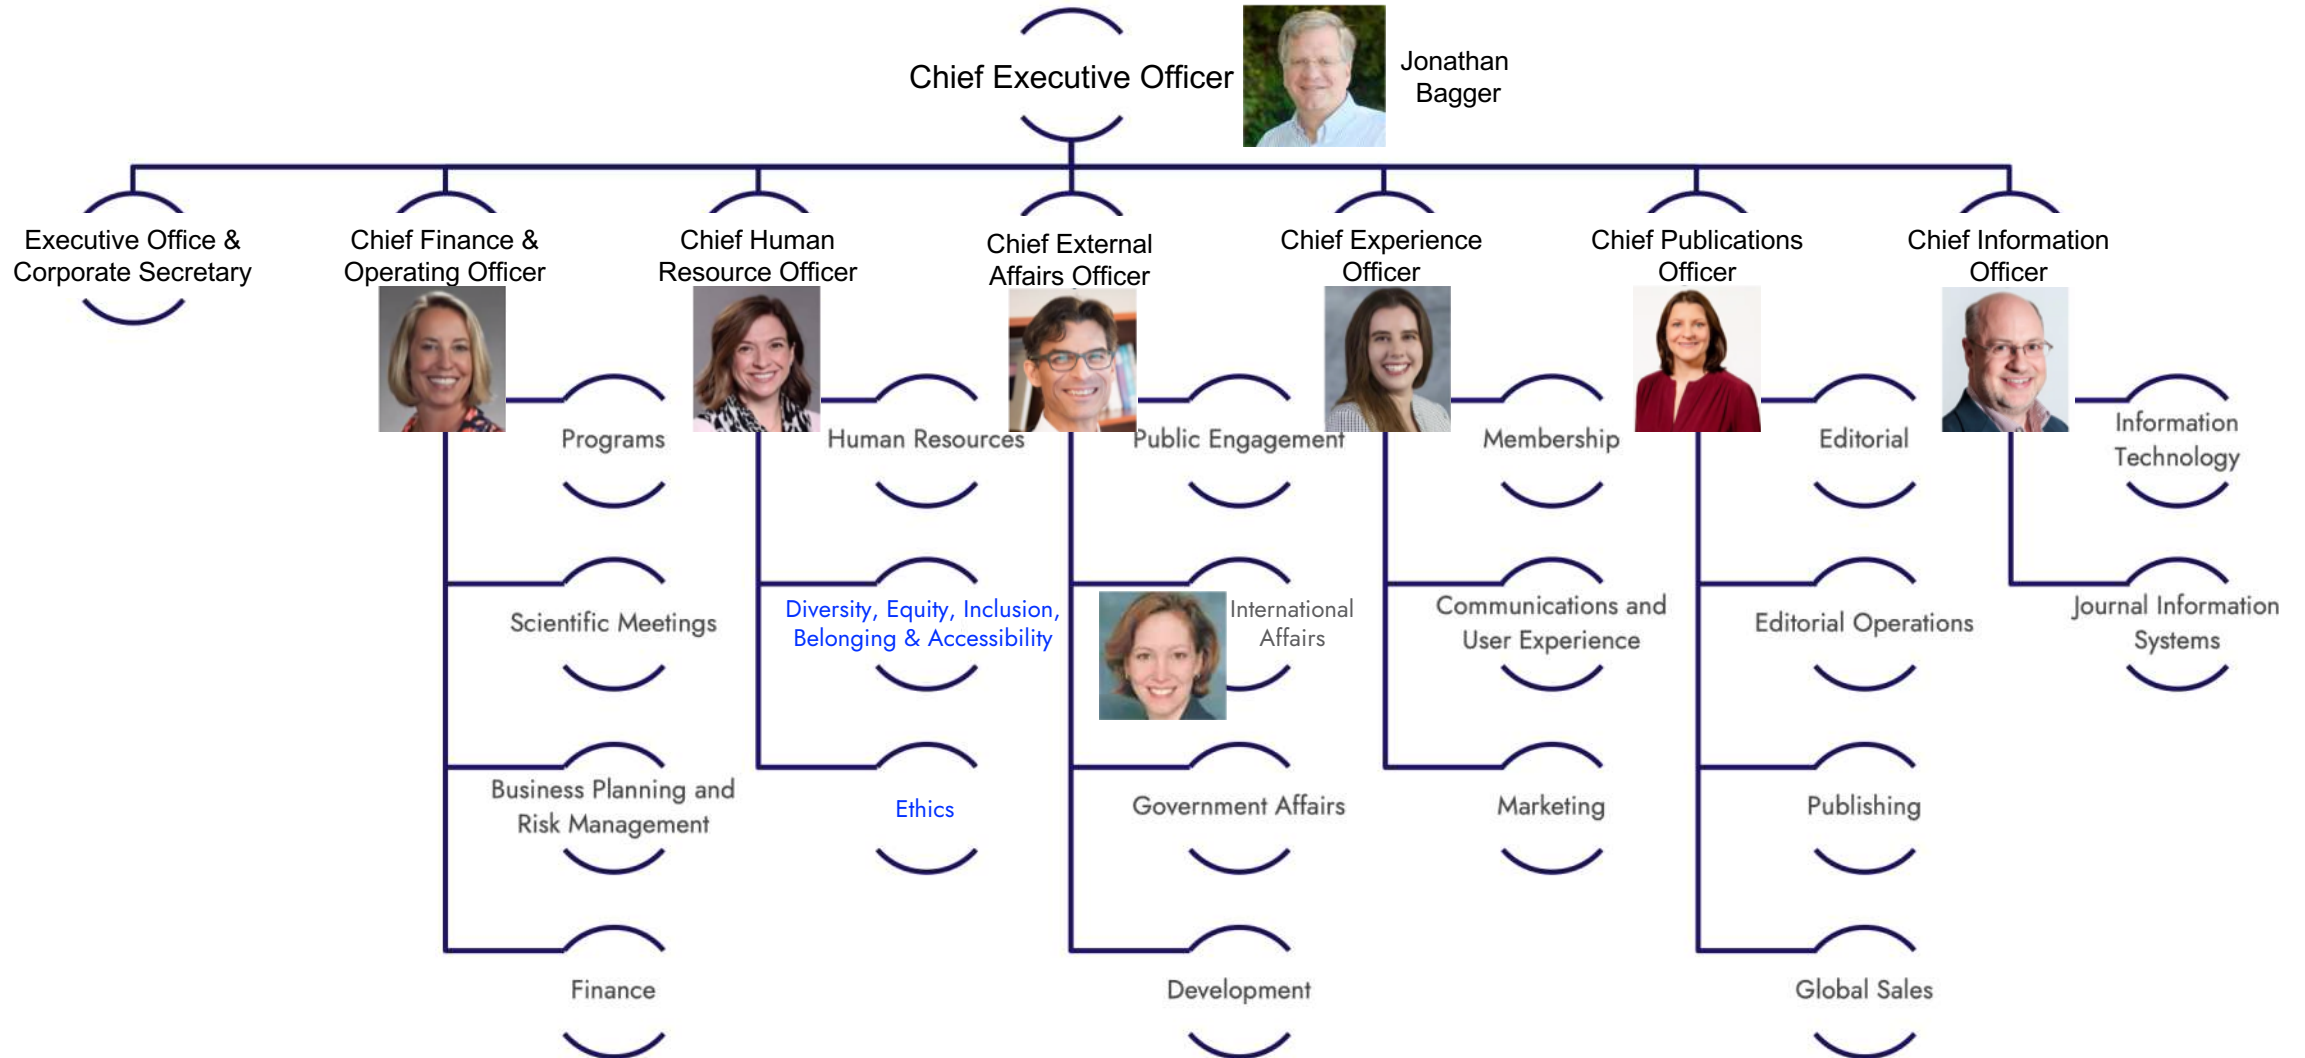 Chief Executive Officer
Jonathan
Bagger
Executive Office &
Corporate Secretary
Chief Finance &
Operating Officer
Chief Human
Resource Officer
Chief External
Affairs Officer
Chief Experience
Officer
Chief Publications
Officer
Chief Information
Officer
Programs
Human Resources
Public Engagement
Membership
Editorial
Information
Technology
Scientific Meetings
Diversity, Equity, Inclusion,
Belonging & Accessibility
International
Affairs
Communications and
User Experience
Editorial Operations
Journal Information
Systems
Business Planning and
Risk Management
Ethics
Government Affairs
Marketing
Publishing
Finance
Development
Global Sales